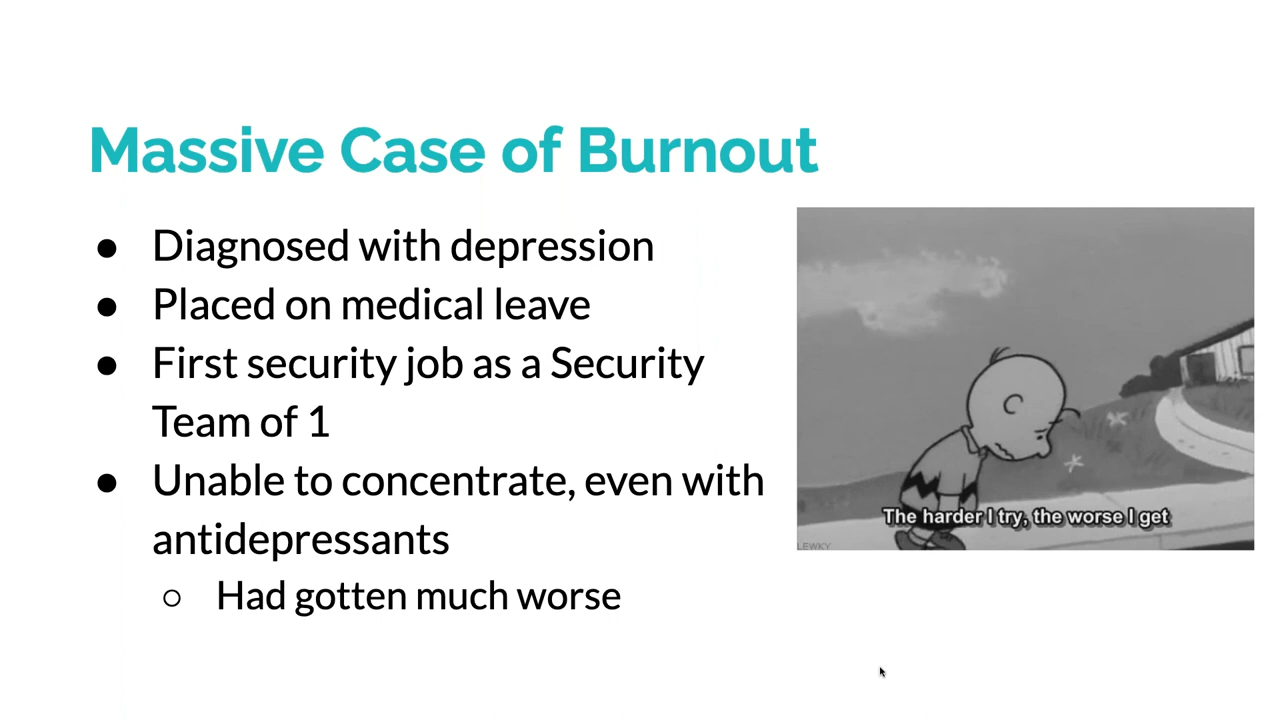 Massive Case of Burnout
● Diagnosed with depression
● Placed on medical leave
● First security job as a Security
Team of 1
● Unable to concentrate, even with
antidepressants
○ Had gotten much worse
The harder I try, the worse I get
LEWKY